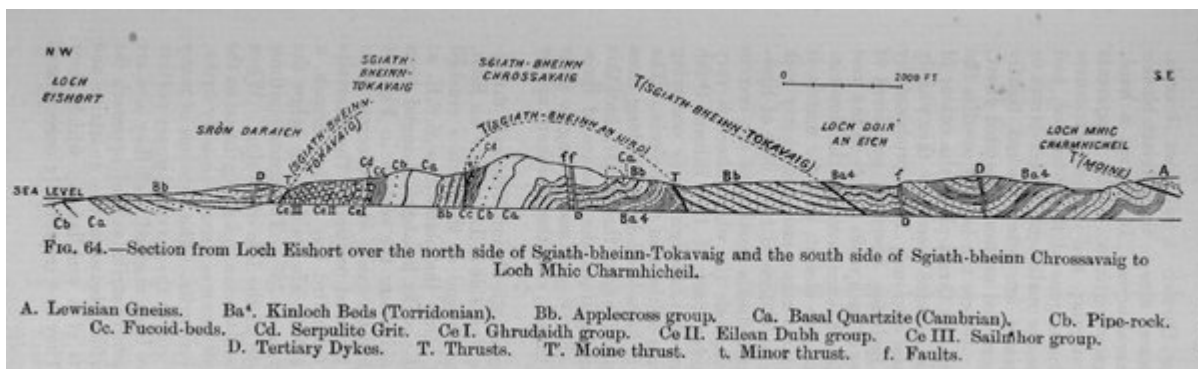 N W
S.E
LOCH
EISHORT
SRÒN DARAICH
T(SGIATH-BHEINN-
TOKAVAIG)
SGIATH-
BHEINN-
TOKAVAIG
SGIATH-BHEINN
CHROSSAVAIG
T(SGIATH-BHEINN AN UIRD)
T(SGIATH-BHEINN-TOKAVAIG)
0 2000 FT
LOCH DOIR'
AN EICH
LOCH MHIC
CHARMHICHEIL
T'(MOINE)
SEA LEVEL
Bb D T Cd Cc Cb Ca ff Ca Bb T Bb Ba4 f D Ba4 A
Cb Ca Ce III Ce II Ce I Bb Cc Cb Ca D Ba4 D
FIG. 64.—Section from Loch Eishort over the north side of Sgiath-bheinn-Tokavaig and the south side of Sgiath-bheinn Chrossavaig to
Loch Mhic Charmhicheil.
A. Lewisian Gneiss. Ba⁴. Kinloch Beds (Torridonian). Bb. Applecross group. Ca. Basal Quartzite (Cambrian). Cb. Pipe-rock.
Cc. Fucoid-beds. Cd. Serpulite Grit. Ce I. Ghrudaidh group. Ce II. Eilean Dubh group. Ce III. Sailmhor group.
D. Tertiary Dykes. T. Thrusts. T'. Moine thrust. t. Minor thrust. f. Faults.